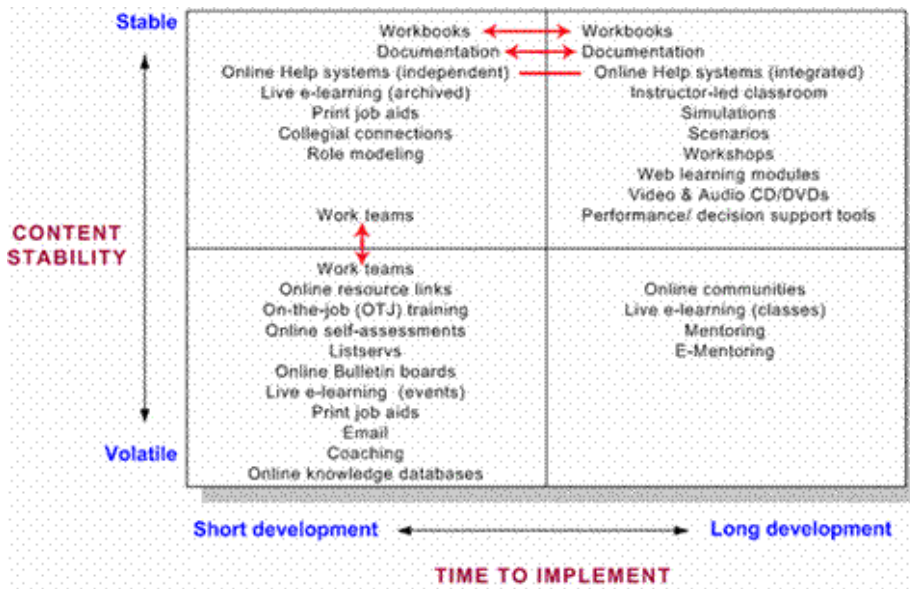 Stable
Workbooks
Documentation
Online Help systems (independent)
Live e-learning (archived)
Print job aids
Collegial connections
Role modeling
Work teams
Workbooks
Documentation
Online Help systems (integrated)
Instructor-led classroom
Simulations
Scenarios
Workshops
Web learning modules
Video & Audio CD/DVDs
Performance/ decision support tools
CONTENT
STABILITY
Work teams
Online resource links
On-the-job (OTJ) training
Online self-assessments
Listservs
Online Bulletin boards
Live e-learning (events)
Print job aids
Email
Coaching
Online knowledge databases
Online communities
Live e-learning (classes)
Mentoring
E-Mentoring
Volatile
Short development
Long development
TIME TO IMPLEMENT